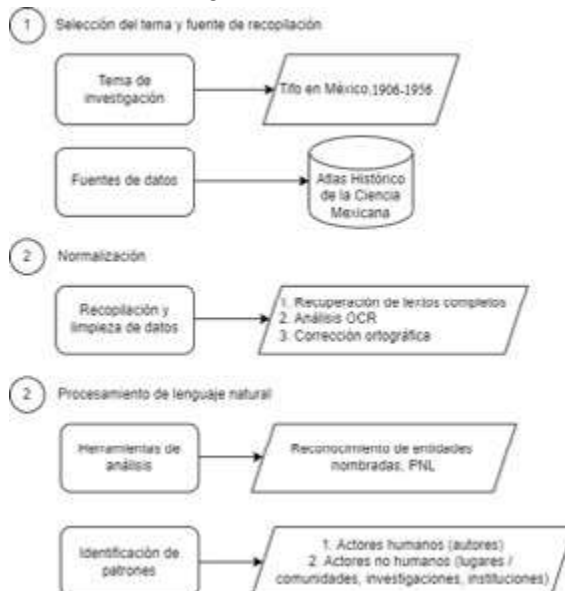 1 Selección del tema y fuente de recopilación
Tema de
investigación
Tifo en México,1906-1956
Fuentes de datos
Atlas Histórico
de la Ciencia
Mexicana
2 Normalización
Recopilación y
limpieza de datos
1. Recuperación de textos completos
2. Análisis OCR
3. Corrección ortográfica
2 Procesamiento de lenguaje natural
Herramientas de
análisis
Reconocimiento de entidades
nombradas, PNL
Identificación de
patrones
1. Actores humanos (autores)
2. Actores no humanos (lugares /
comunidades, investigaciones, instituciones)